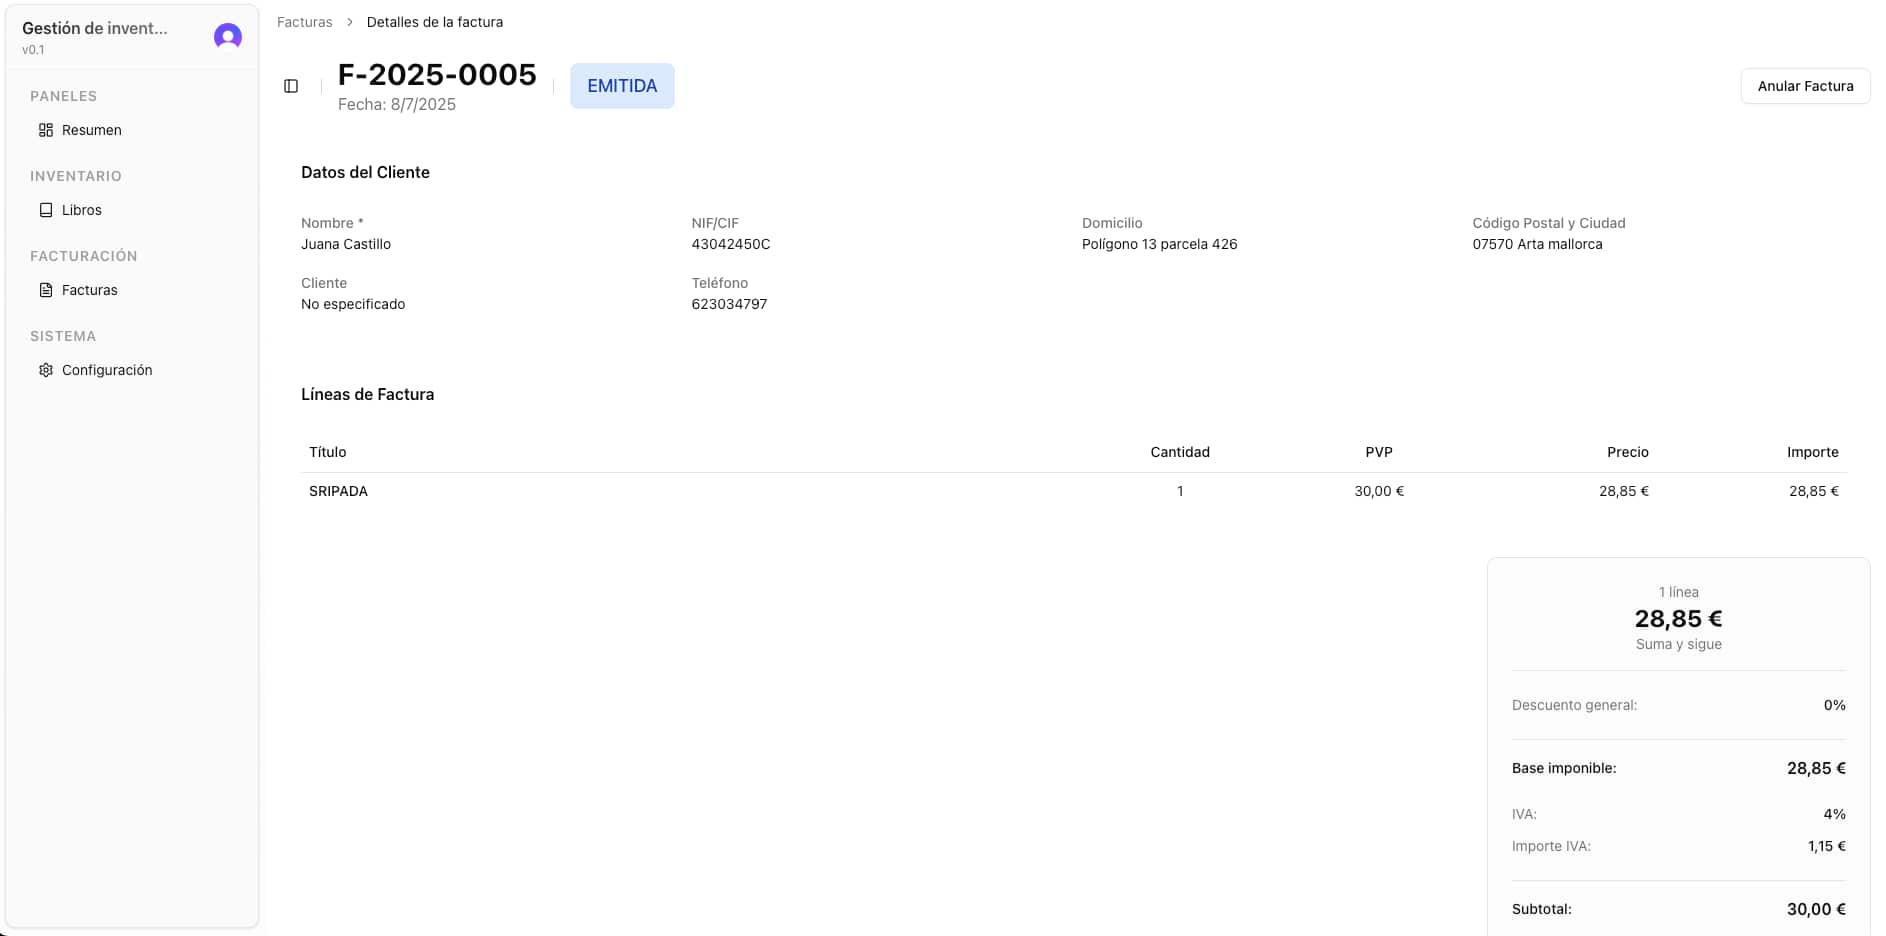 Gestión de invent...
v0.1
PANELES
Resumen
INVENTARIO
Libros
FACTURACIÓN
Facturas
SISTEMA
Configuración
Facturas > Detalles de la factura
F-2025-0005
Fecha: 8/7/2025
EMITIDA
Anular Factura
Datos del Cliente
Nombre * NIF/CIF Domicilio Código Postal y Ciudad
Juana Castillo 43042450C Polígono 13 parcela 426 07570 Arta mallorca
Cliente Teléfono
No especificado 623034797
Líneas de Factura
Título Cantidad PVP Precio Importe
SRIPADA 1 30,00 € 28,85 € 28,85 €
1 línea
28,85 €
Suma y sigue
Descuento general: 0%
Base imponible: 28,85 €
IVA: 4%
Importe IVA: 1,15 €
Subtotal: 30,00 €